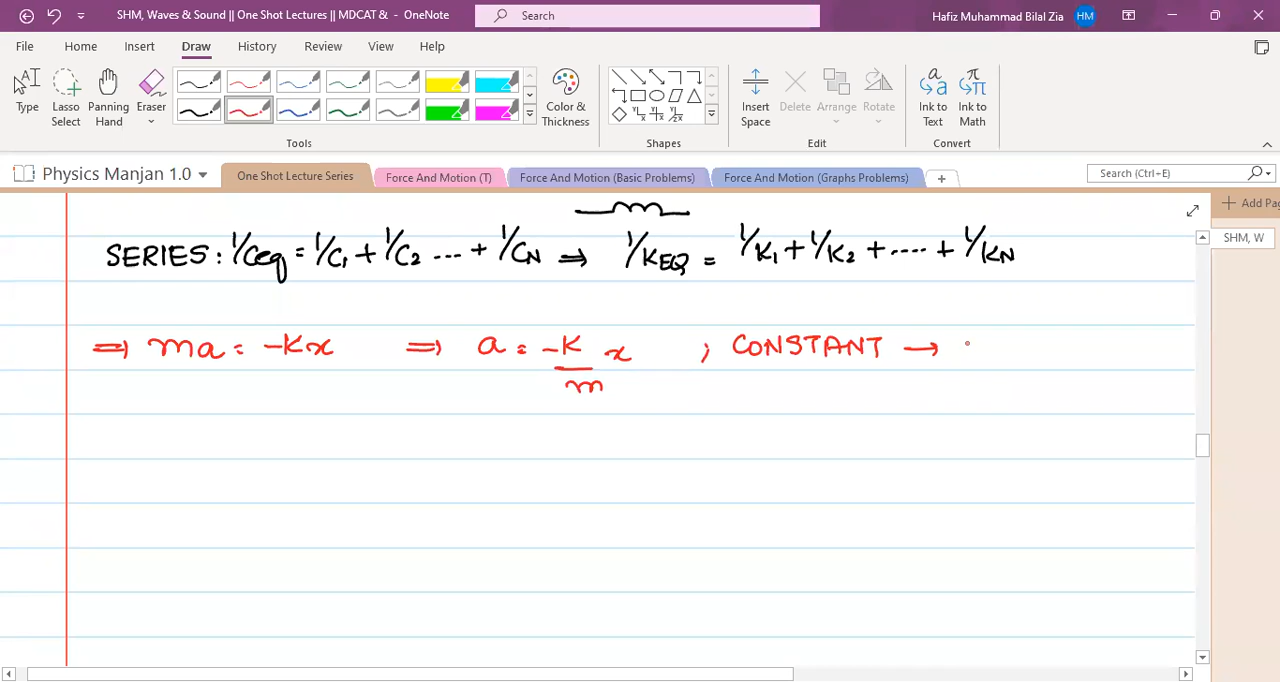 SHM, Waves & Sound || One Shot Lectures || MDCAT & - OneNote
Search
Hafiz Muhammad Bilal Zia HM
File Home Insert Draw History Review View Help
Type Lasso Select Panning Hand Eraser Color & Thickness Insert Space Delete Arrange Rotate Ink to Text Ink to Math
Tools Shapes Edit Convert
Physics Manjan 1.0 One Shot Lecture Series Force And Motion (T) Force And Motion (Basic Problems) Force And Motion (Graphs Problems) Search (Ctrl+E)
Add Pag
SHM, W
SERIES: 1/Ceq = 1/C1 + 1/C2 ... + 1/CN ⇒ 1/KEQ = 1/K1 + 1/K2 + .... + 1/KN
⇒ ma = -Kx ⇒ a = -K/m x ; CONSTANT →